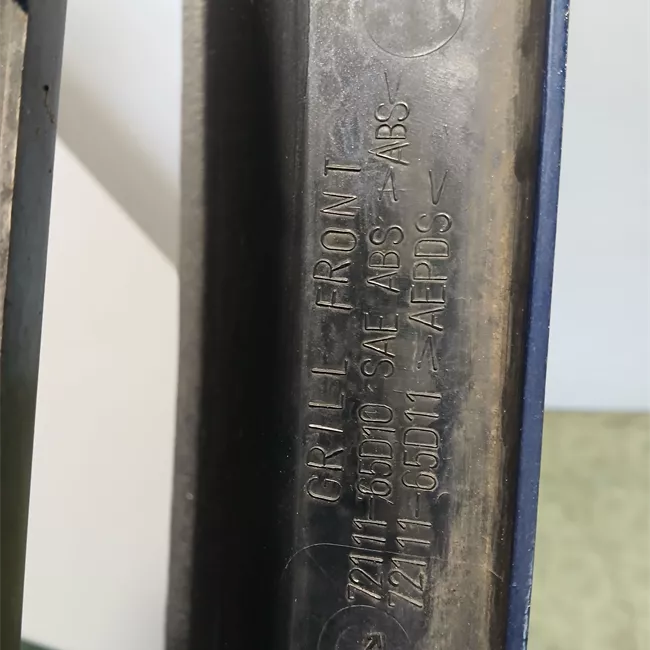 GRILL FRONT
72111-65D10 SAE ABS >ABS<
72111-65D11 >AEPDS<